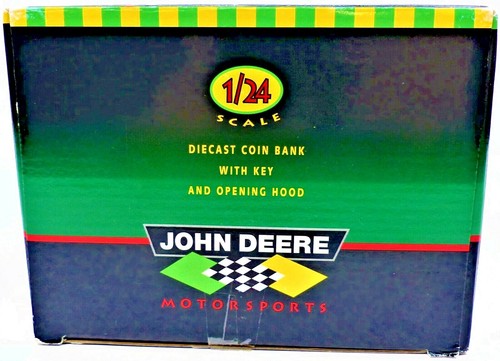 1/24
SCALE
DIECAST COIN BANK
WITH KEY
AND OPENING HOOD
JOHN DEERE
MOTORSPORTS